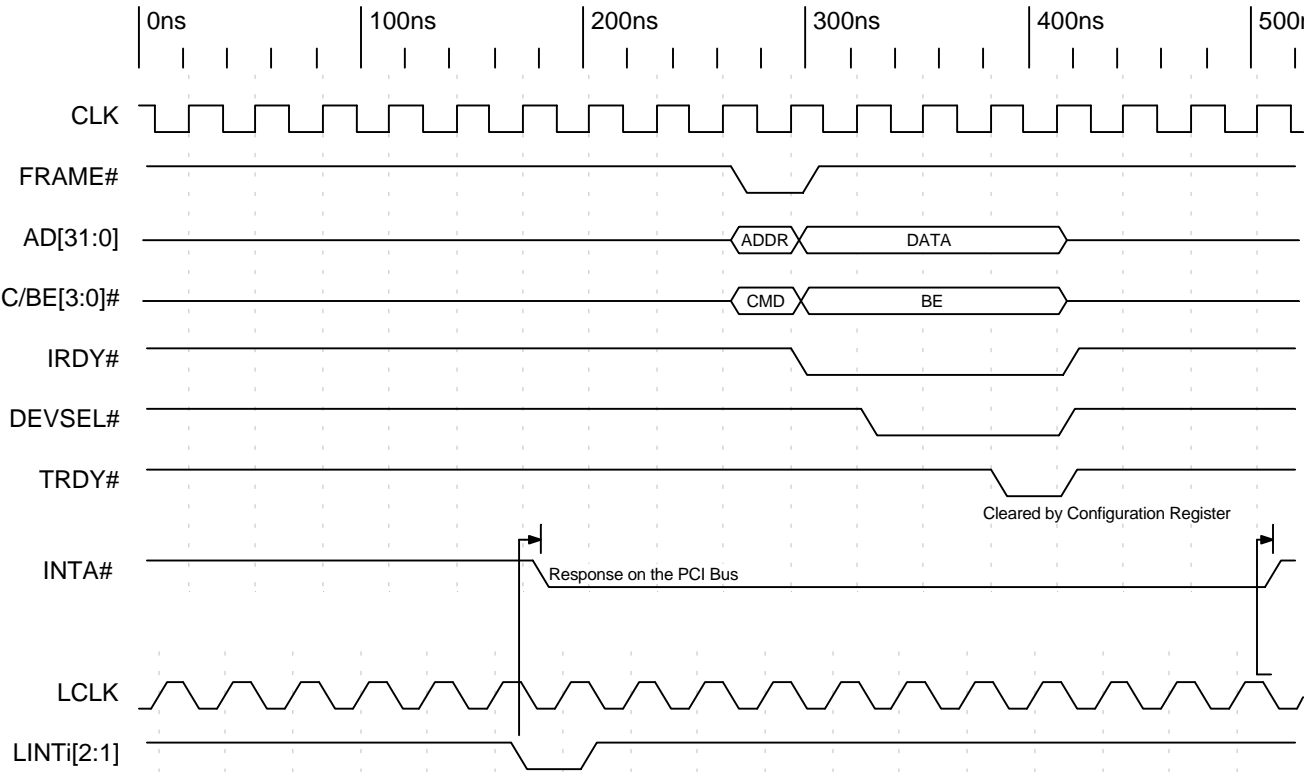 0ns 100ns 200ns 300ns 400ns 500n
CLK
FRAME#
AD[31:0] ADDR DATA
C/BE[3:0]# CMD BE
IRDY#
DEVSEL#
TRDY#
Cleared by Configuration Register
INTA#
Response on the PCI Bus
LCLK
LINTi[2:1]